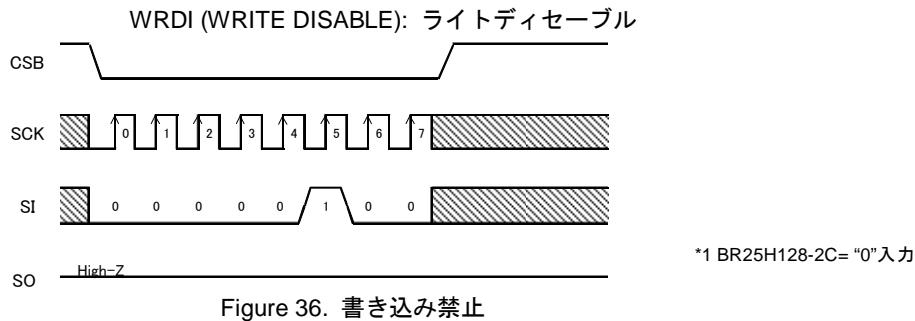 WRDI (WRITE DISABLE): ライトディセーブル
CSB
SCK 0 1 2 3 4 5 6 7
SI 0 0 0 0 0 1 0 0
SO High-Z
*1 BR25H128-2C= “0”入力
Figure 36. 書き込み禁止